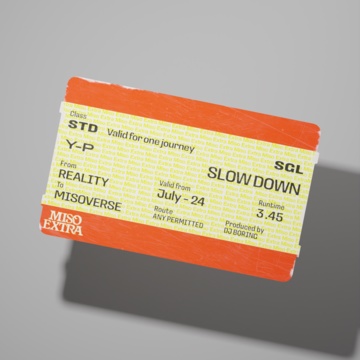 Class
STD Valid for one journey
SGL
Y-P
SLOW DOWN
From
REALITY
To
MISOVERSE
Valid from
July - 24
Route
ANY PERMITTED
Runtime
3.45
Produced by
DJ BORING
MISO
EXTRA